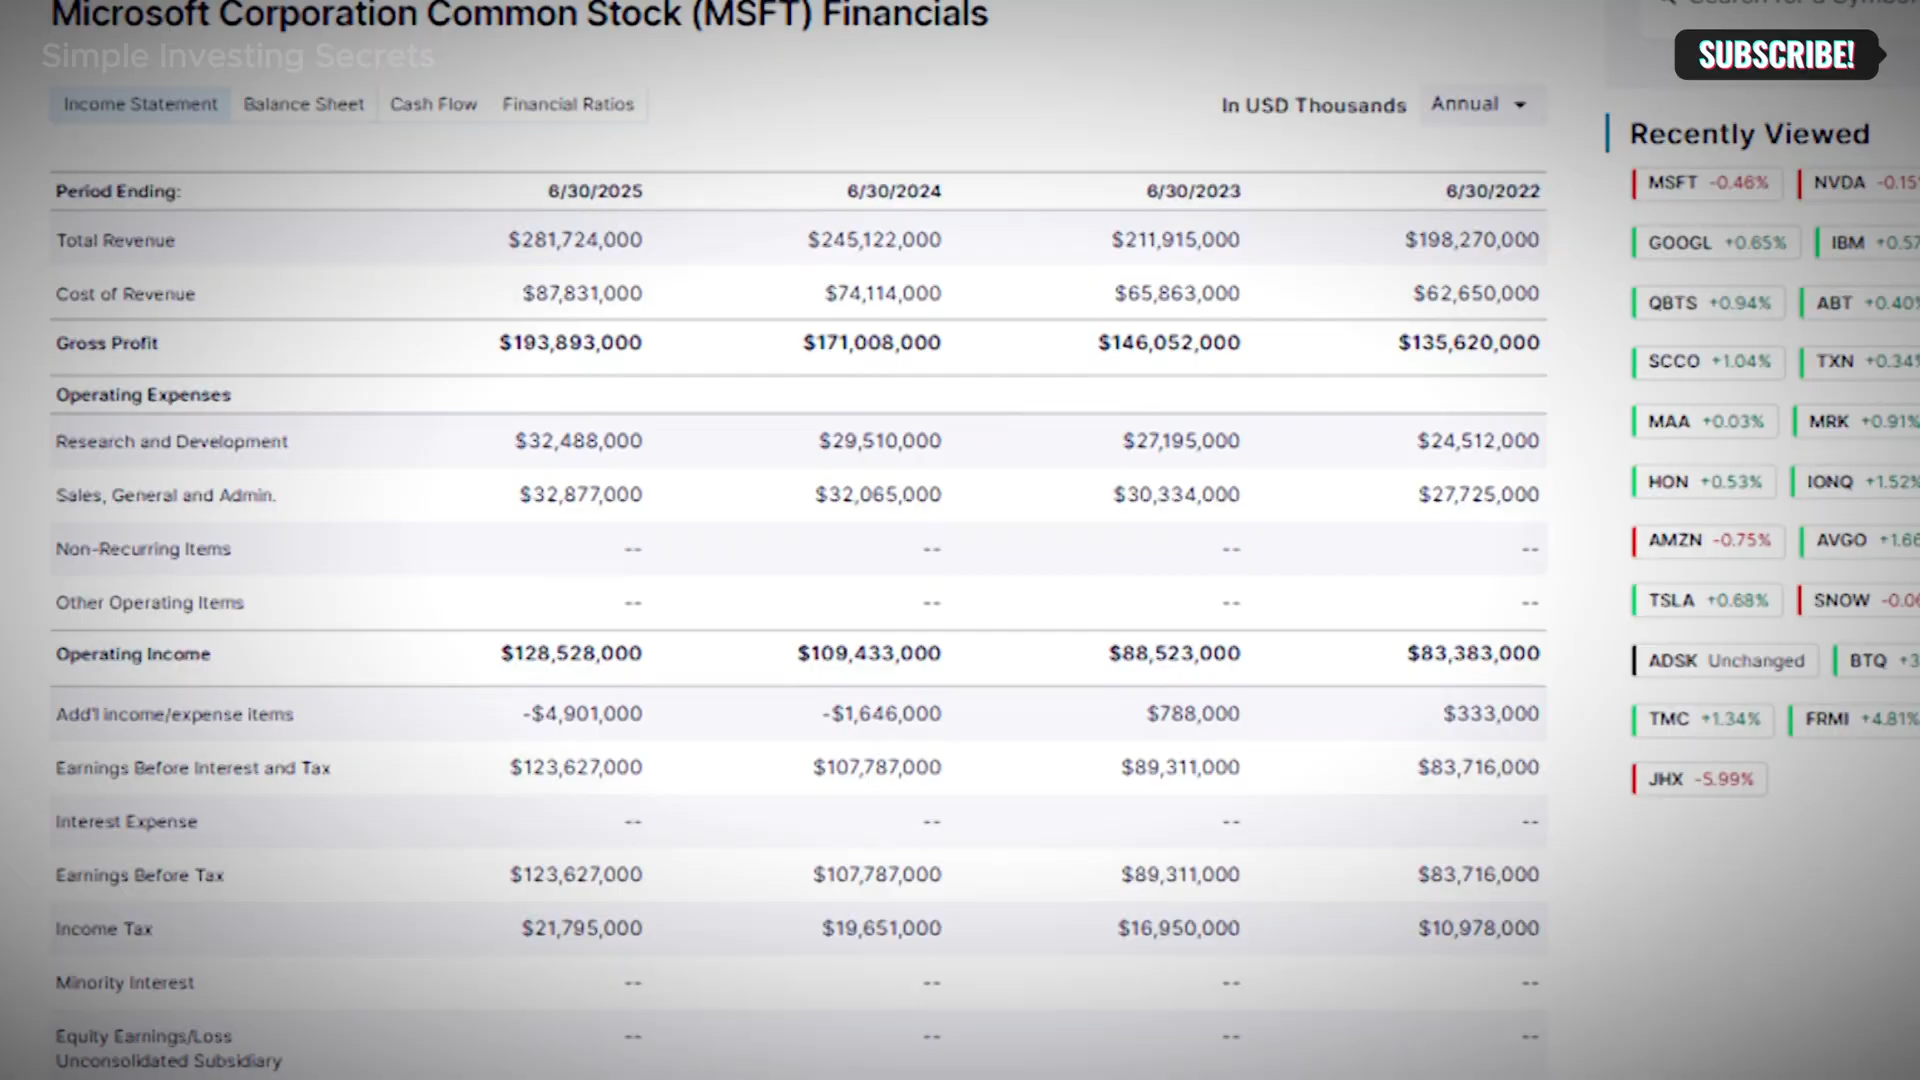 Microsoft Corporation Common Stock (MSFT) Financials
Simple Investing Secrets
SUBSCRIBE!
Income Statement Balance Sheet Cash Flow Financial Ratios In USD Thousands Annual
Period Ending: 6/30/2025 6/30/2024 6/30/2023 6/30/2022
Total Revenue $281,724,000 $245,122,000 $211,915,000 $198,270,000
Cost of Revenue $87,831,000 $74,114,000 $65,863,000 $62,650,000
Gross Profit $193,893,000 $171,008,000 $146,052,000 $135,620,000
Operating Expenses
Research and Development $32,488,000 $29,510,000 $27,195,000 $24,512,000
Sales, General and Admin. $32,877,000 $32,065,000 $30,334,000 $27,725,000
Non-Recurring Items -- -- -- --
Other Operating Items -- -- -- --
Operating Income $128,528,000 $109,433,000 $88,523,000 $83,383,000
Add'l income/expense items -$4,901,000 -$1,646,000 $788,000 $333,000
Earnings Before Interest and Tax $123,627,000 $107,787,000 $89,311,000 $83,716,000
Interest Expense -- -- -- --
Earnings Before Tax $123,627,000 $107,787,000 $89,311,000 $83,716,000
Income Tax $21,795,000 $19,651,000 $16,950,000 $10,978,000
Minority Interest -- -- -- --
Equity Earnings/Loss -- -- -- --
Unconsolidated Subsidiary
Recently Viewed
MSFT -0.46% NVDA -0.15
GOOGL +0.65% IBM +0.57
QBTS +0.94% ABT +0.40%
SCCO +1.04% TXN +0.34%
MAA +0.03% MRK +0.91%
HON +0.53% IONQ +1.52%
AMZN -0.75% AVGO +1.66
TSLA +0.68% SNOW -0.06
ADSK Unchanged BTQ +3
TMC +1.34% FRMI +4.81%
JHX -5.99%